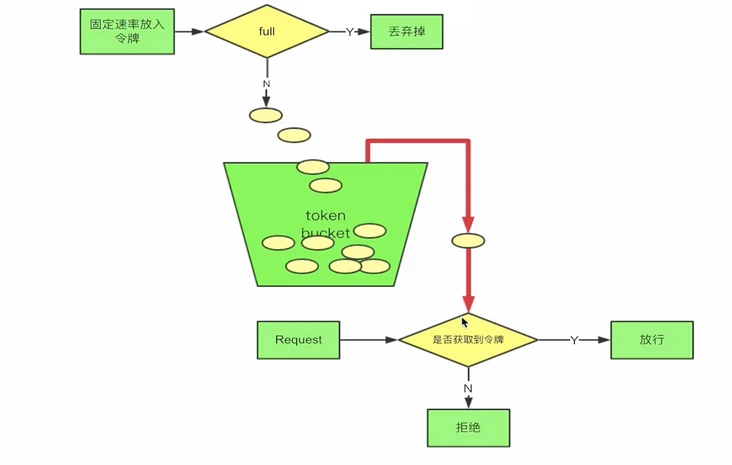 固定速率放入
令牌
full
Y
丢弃掉
N
token
bucket
Request
是否获取到令牌
Y
放行
N
拒绝